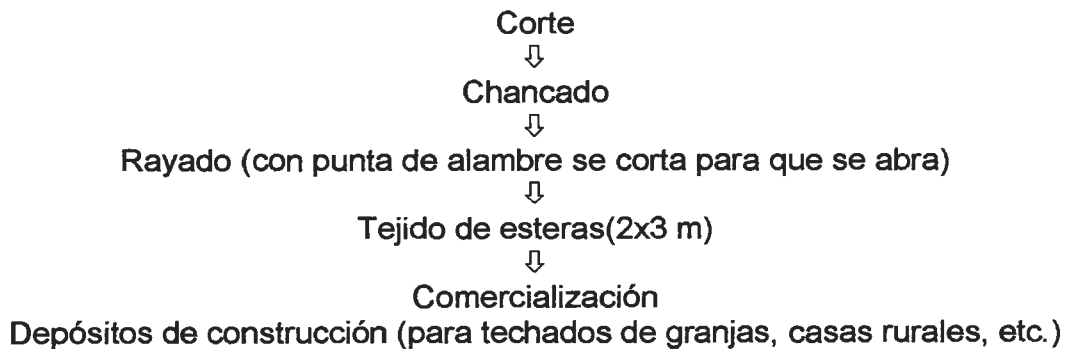 Corte
⇩
Chancado
⇩
Rayado (con punta de alambre se corta para que se abra)
⇩
Tejido de esteras(2x3 m)
⇩
Comercialización
Depósitos de construcción (para techados de granjas, casas rurales, etc.)